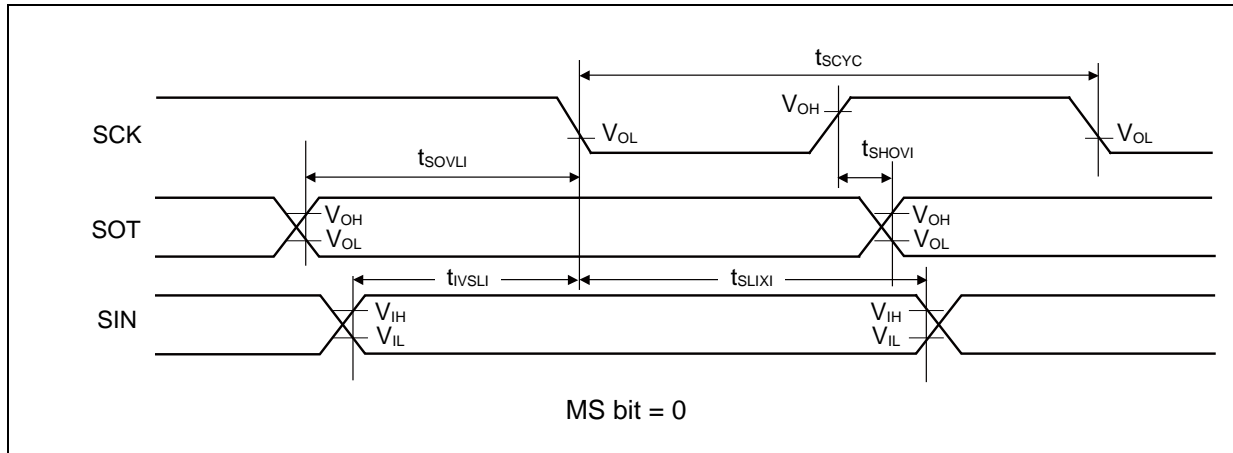 tSCYC
SCK
VOH
VOL
VOL
tSOVLI
tSHOVI
SOT
VOH
VOL
VOH
VOL
tIVSLI
tSLIXI
SIN
VIH
VIL
VIH
VIL
MS bit = 0